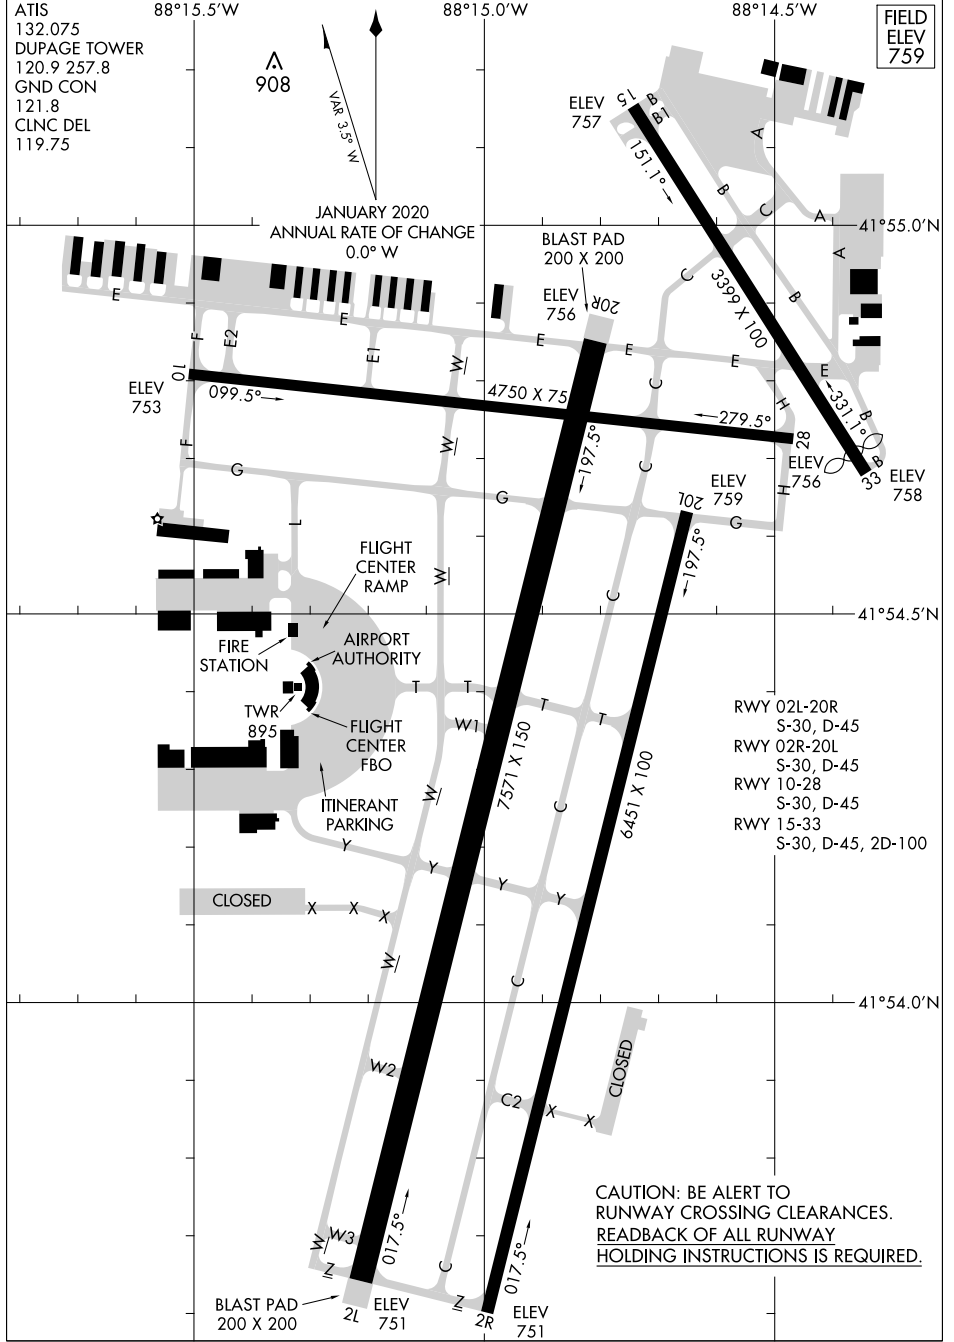 ATIS
132.075
DUPAGE TOWER
120.9 257.8
GND CON
121.8
CLNC DEL
119.75
88°15.5'W
88°15.0'W
88°14.5'W
FIELD
ELEV
759
908
VAR 3.5° W
JANUARY 2020
ANNUAL RATE OF CHANGE
0.0° W
ELEV
757
15
B
B1
A
151.1°
B
C
A
41°55.0'N
A
BLAST PAD
200 X 200
C
3399 X 100
B
E
ELEV
756
20R
E
F
E2
E1
W
E
E
E
E
C
ELEV
753
10
099.5°
4750 X 75
279.5°
H
28
331.1°
B
F
W
197.5°
C
ELEV
756
33
B
ELEV
758
G
G
20L
ELEV
759
G
H
L
W
FLIGHT
CENTER
RAMP
197.5°
C
41°54.5'N
FIRE
STATION
AIRPORT
AUTHORITY
T
T
T
T
TWR
895
W1
FLIGHT
CENTER
FBO
7571 X 150
6451 X 100
RWY 02L-20R
S-30, D-45
RWY 02R-20L
S-30, D-45
RWY 10-28
S-30, D-45
RWY 15-33
S-30, D-45, 2D-100
W
C
ITINERANT
PARKING
Y
Y
Y
Y
CLOSED
X
X
X
W
C
41°54.0'N
CLOSED
W2
C2
X
X
CAUTION: BE ALERT TO
RUNWAY CROSSING CLEARANCES.
READBACK OF ALL RUNWAY
HOLDING INSTRUCTIONS IS REQUIRED.
W
W3
017.5°
C
017.5°
Z
Z
BLAST PAD
200 X 200
2L
ELEV
751
2R
ELEV
751